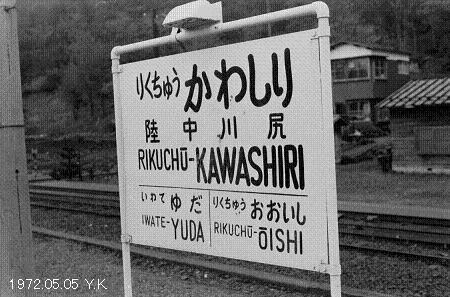 りくちゅう かわしり
陸中川尻
RIKUCHŪ-KAWASHIRI
いわて ゆだ
IWATE-YUDA
りくちゅう おおいし
RIKUCHŪ-ŌISHI
1972.05.05 Y.K